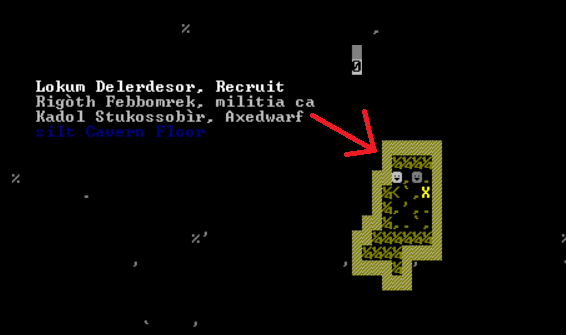 Lokum Delerdesor, Recruit
Rigòth Febbomrek, militia ca
Kadol Stukossobìr, Axedwarf
silt Cavern Floor